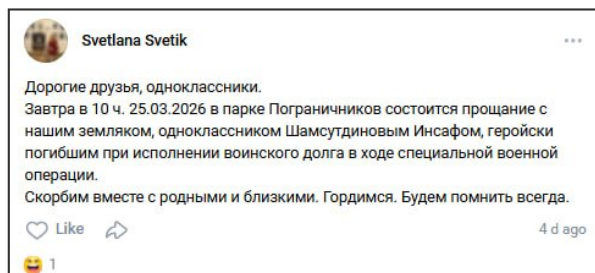 Svetlana Svetik
Дорогие друзья, одноклассники.
Завтра в 10 ч. 25.03.2026 в парке Пограничников состоится прощание с
нашим земляком, одноклассником Шамсутдиновым Инсафом, геройски
погибшим при исполнении воинского долга в ходе специальной военной
операции.
Скорбим вместе с родными и близкими. Гордимся. Будем помнить всегда.
Like
4 d ago
1